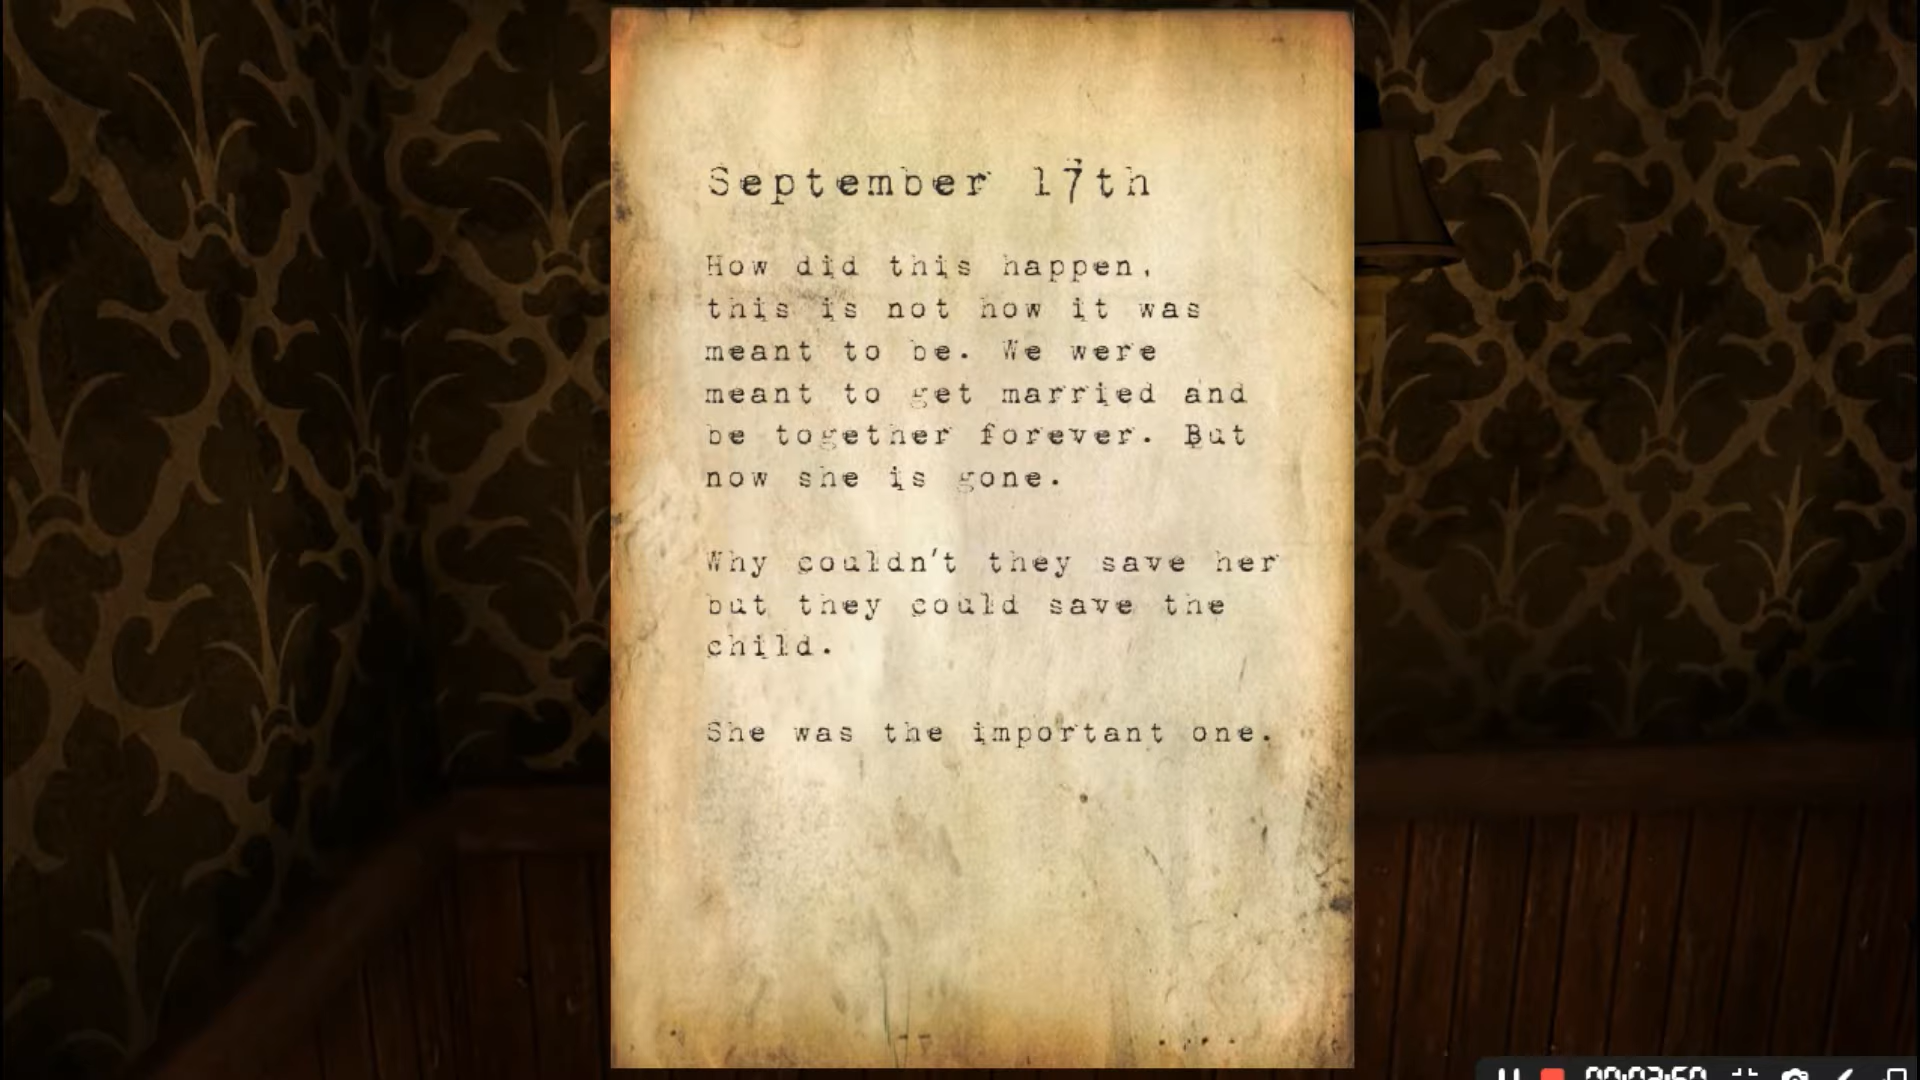 September 17th
How did this happen,
this is not how it was
meant to be. We were
meant to get married and
be together forever. But
now she is gone.
Why couldn't they save her
but they could save the
child.
She was the important one.